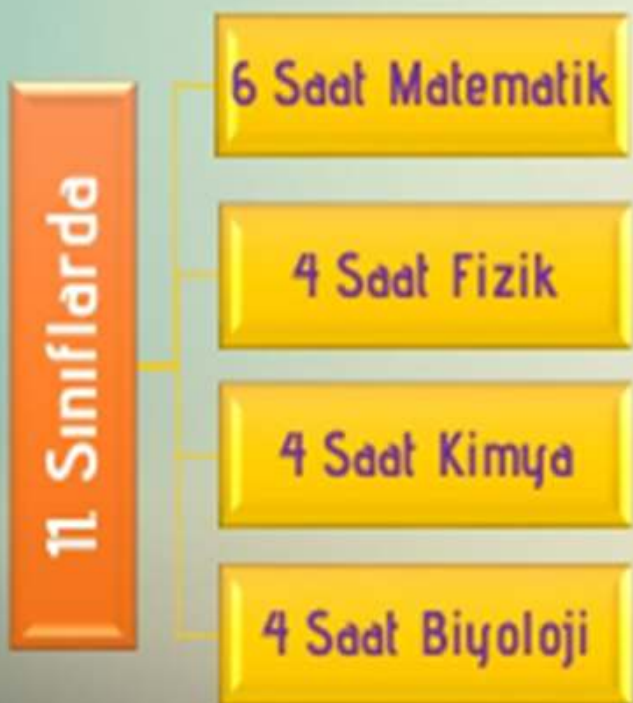 11. Sınıflarda
6 Saat Matematik
4 Saat Fizik
4 Saat Kimya
4 Saat Biyoloji